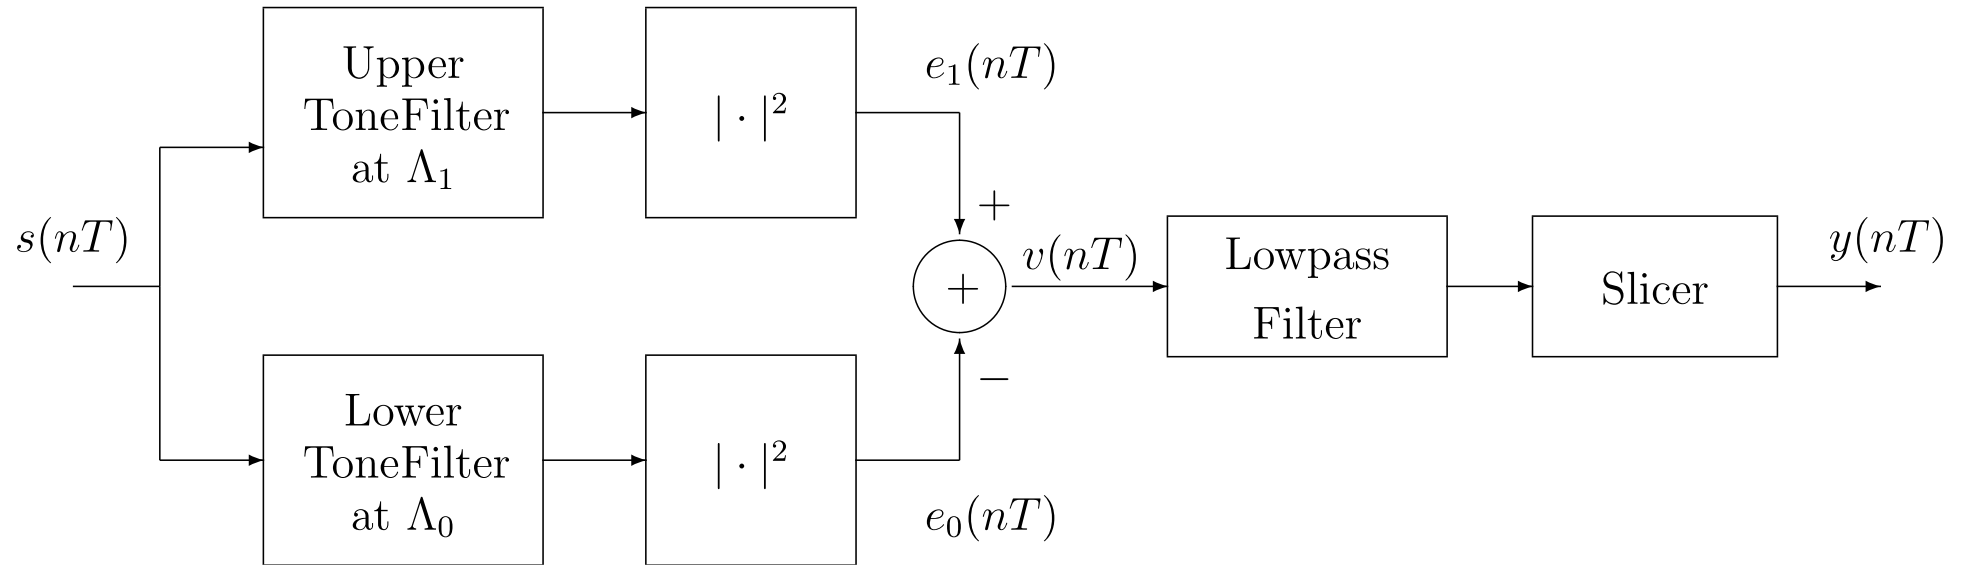 Upper
ToneFilter
at Λ₁
| · |²
e₁(nT)
+
s(nT)
+
v(nT)
Lowpass
Filter
Slicer
y(nT)
−
Lower
ToneFilter
at Λ₀
| · |²
e₀(nT)